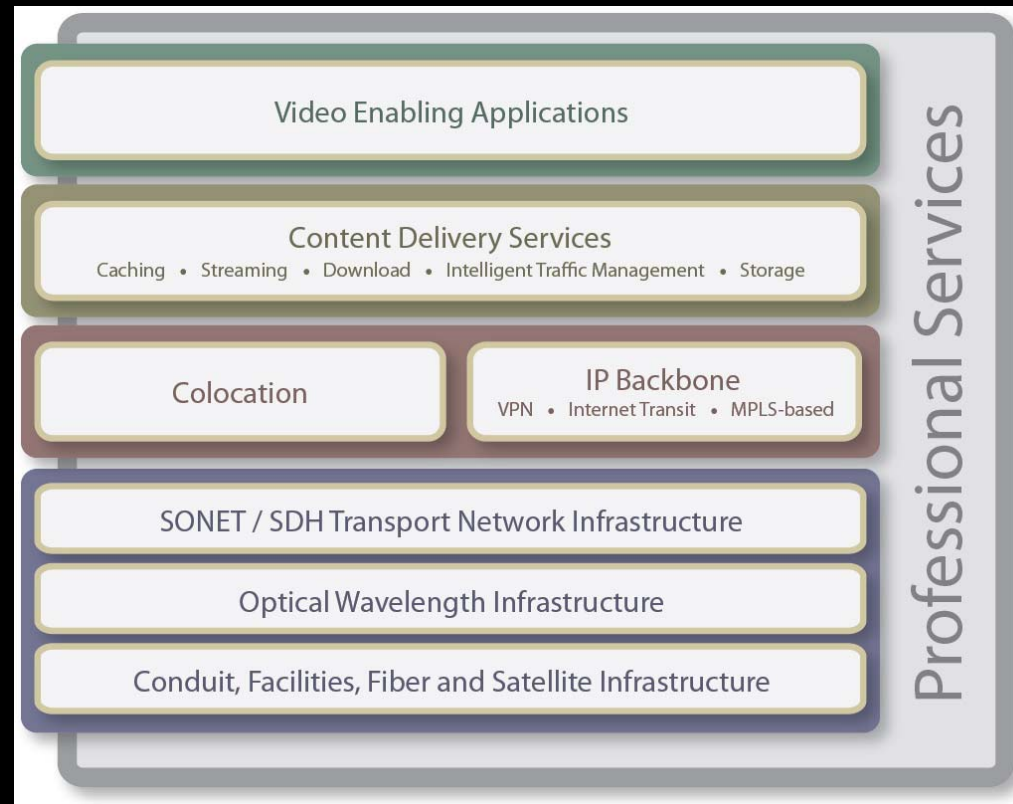 Video Enabling Applications
Content Delivery Services
Caching • Streaming • Download • Intelligent Traffic Management • Storage
Colocation
IP Backbone
VPN • Internet Transit • MPLS-based
SONET / SDH Transport Network Infrastructure
Optical Wavelength Infrastructure
Conduit, Facilities, Fiber and Satellite Infrastructure
Professional Services